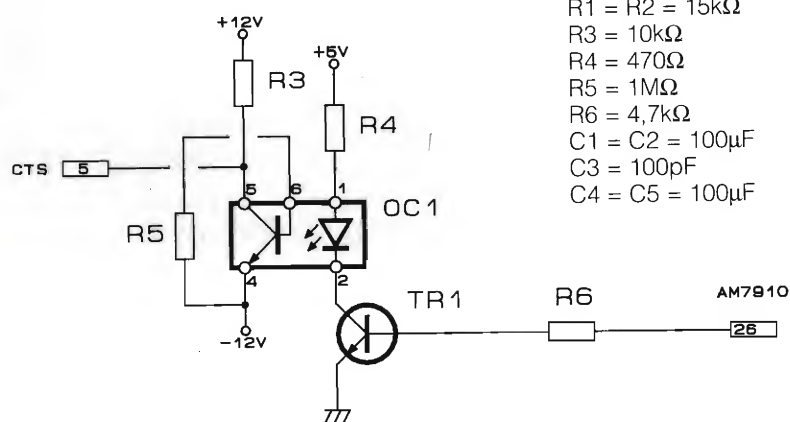 +12V
+5V
R3
R4
CTS
5
5
6
1
OC1
R5
4
2
-12V
TR1
R6
AM7910
26
R1 = R2 = 15kΩ
R3 = 10kΩ
R4 = 470Ω
R5 = 1MΩ
R6 = 4,7kΩ
C1 = C2 = 100µF
C3 = 100pF
C4 = C5 = 100µF